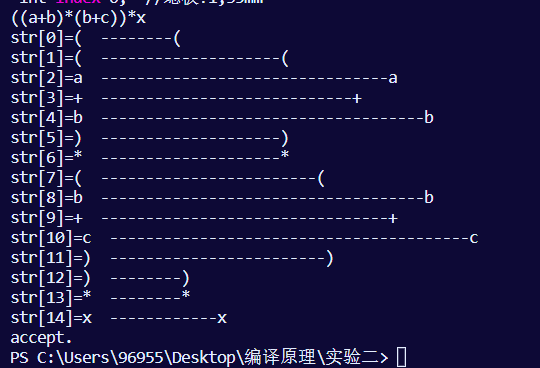 ((a+b)*(b+c))*x
str[0]=(  --------(
str[1]=(  --------------------(
str[2]=a  --------------------------------a
str[3]=+  ----------------------------+
str[4]=b  ------------------------------------b
str[5]=)  --------------------)
str[6]=*  --------------------*
str[7]=(  ------------------------(
str[8]=b  ------------------------------------b
str[9]=+  --------------------------------+
str[10]=c  ----------------------------------------c
str[11]=)  ------------------------)
str[12]=)  --------)
str[13]=*  --------*
str[14]=x  ------------x
accept.
PS C:\Users\96955\Desktop\编译原理\实验二>